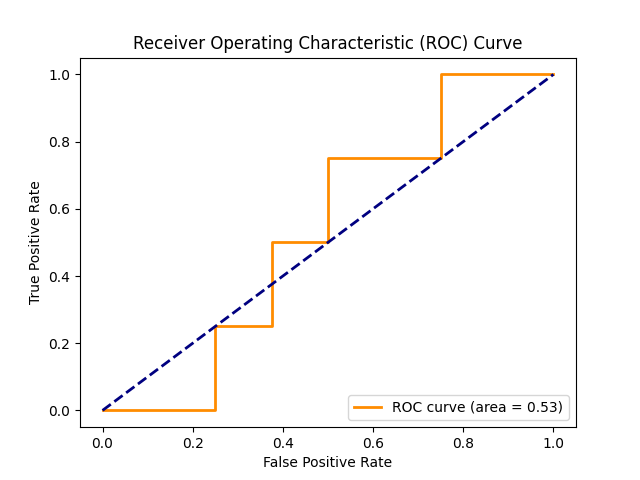 Receiver Operating Characteristic (ROC) Curve
True Positive Rate
1.0
0.8
0.6
0.4
0.2
0.0
ROC curve (area = 0.53)
0.0 0.2 0.4 0.6 0.8 1.0
False Positive Rate